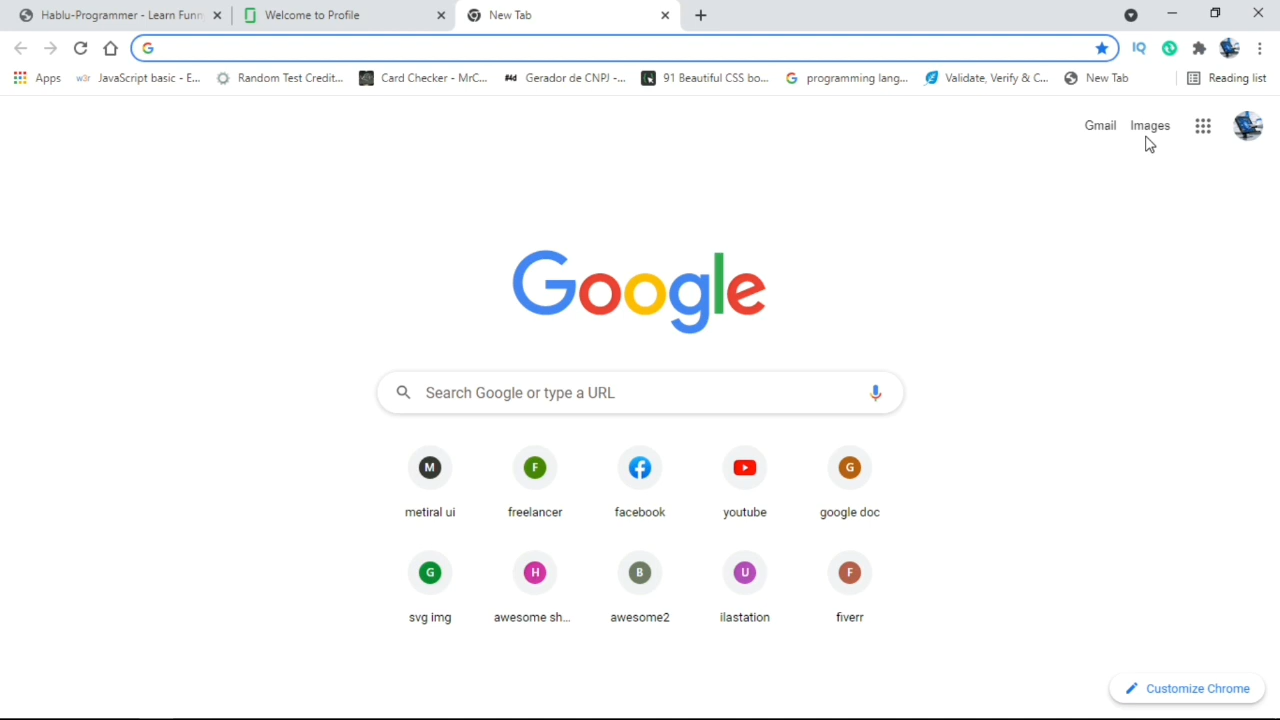 Hablu-Programmer - Learn Funn
Welcome to Profile
New Tab
IQ
Apps
w3r JavaScript basic - E...
Random Test Credit...
Card Checker - MrC...
Gerador de CNPJ -...
91 Beautiful CSS bo...
programming lang...
Validate, Verify & C...
New Tab
Reading list
Gmail Images
Google
Search Google or type a URL
M F G
metiral ui freelancer facebook youtube google doc
G H B U F
svg img awesome sh... awesome2 ilastation fiverr
Customize Chrome